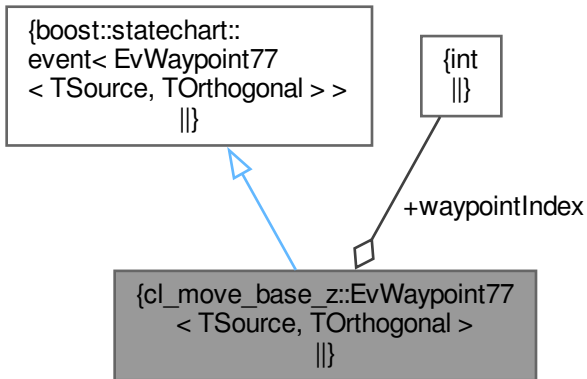 {boost::statechart::
event< EvWaypoint77
< TSource, TOrthogonal > >
||}
{int
||}
+waypointIndex
{cl_move_base_z::EvWaypoint77
< TSource, TOrthogonal >
||}